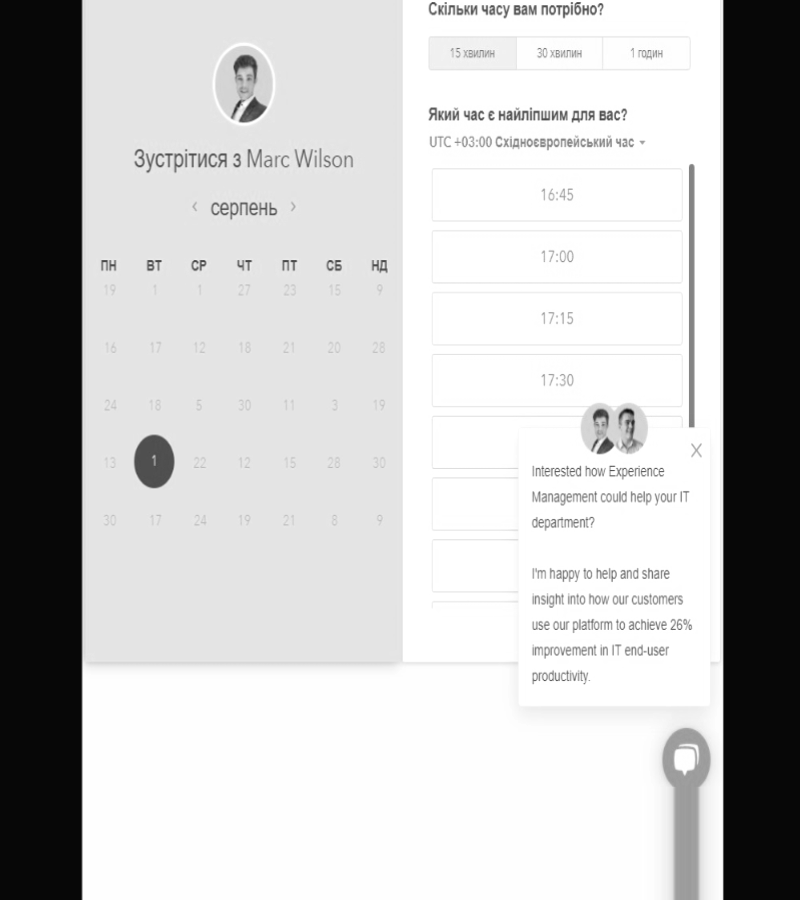 Зустрітися з Marc Wilson
‹ серпень ›
ПН ВТ СР ЧТ ПТ СБ НД
19 1 1 27 23 15 9
16 17 12 18 21 20 28
24 18 5 30 11 3 19
13 1 22 12 15 28 30
30 17 24 19 21 8 9
Скільки часу вам потрібно?
15 хвилин 30 хвилин 1 годин
Який час є найліпшим для вас?
UTC +03:00 Східноєвропейський час
16:45
17:00
17:15
17:30
X
Interested how Experience
Management could help your IT
department?
I'm happy to help and share
insight into how our customers
use our platform to achieve 26%
improvement in IT end-user
productivity.